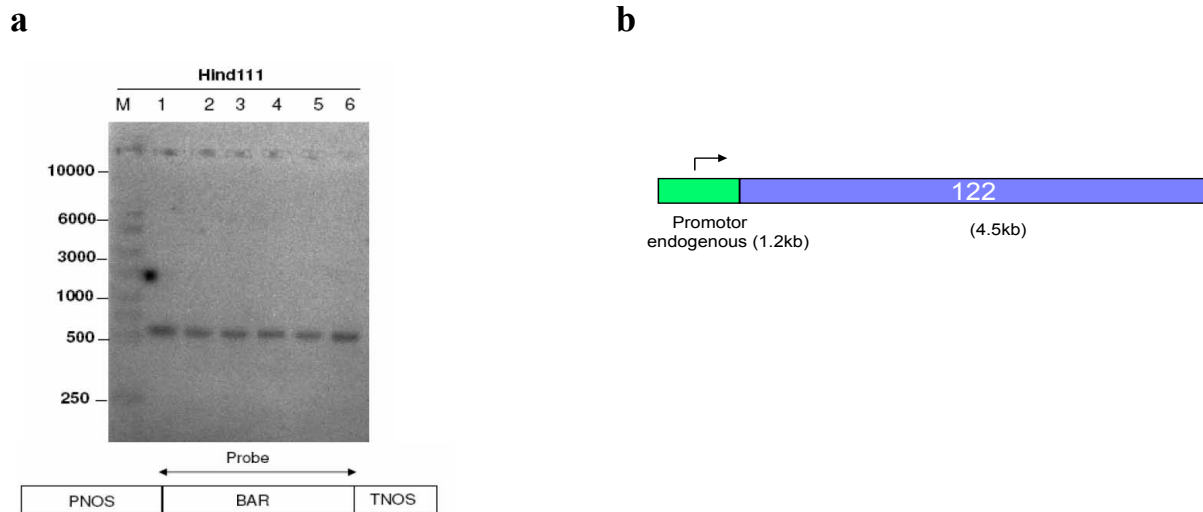 a
b
Hind111
M 1 2 3 4 5 6
10000
6000
3000
1000
500
250
Probe
PNOS BAR TNOS
122
Promotor
endogenous (1.2kb)
(4.5kb)